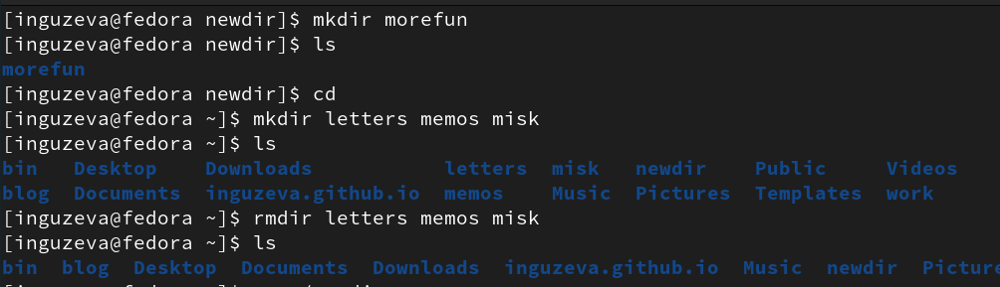 [inguzeva@fedora newdir]$ mkdir morefun
[inguzeva@fedora newdir]$ ls
morefun
[inguzeva@fedora newdir]$ cd
[inguzeva@fedora ~]$ mkdir letters memos misk
[inguzeva@fedora ~]$ ls
bin Desktop Downloads letters misk newdir Public Videos
blog Documents inguzeva.github.io memos Music Pictures Templates work
[inguzeva@fedora ~]$ rmdir letters memos misk
[inguzeva@fedora ~]$ ls
bin blog Desktop Documents Downloads inguzeva.github.io Music newdir